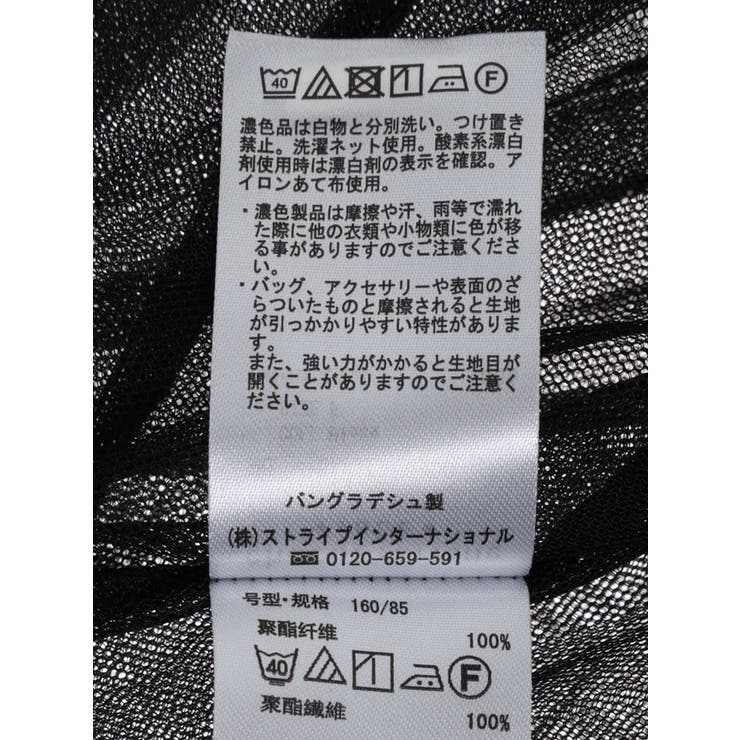 40 F
濃色品は白物と分別洗い。つけ置き
禁止。洗濯ネット使用。酸素系漂白
剤使用時は漂白剤の表示を確認。ア
イロンあて布使用。
・濃色製品は摩擦や汗、雨等で濡れ
た際に他の衣類や小物類に色が移
る事がありますのでご注意くださ
い。
・バッグ、アクセサリーや表面のざ
らついたものと摩擦されると生地
が引っかかりやすい特性がありま
す。
また、強い力がかかると生地目が
開くことがありますのでご注意く
ださい。
バングラデシュ製
(株)ストライプインターナショナル
0120-659-591
号型・规格 160/85
聚酯纤维 100%
40 F
聚酯纖維 100%